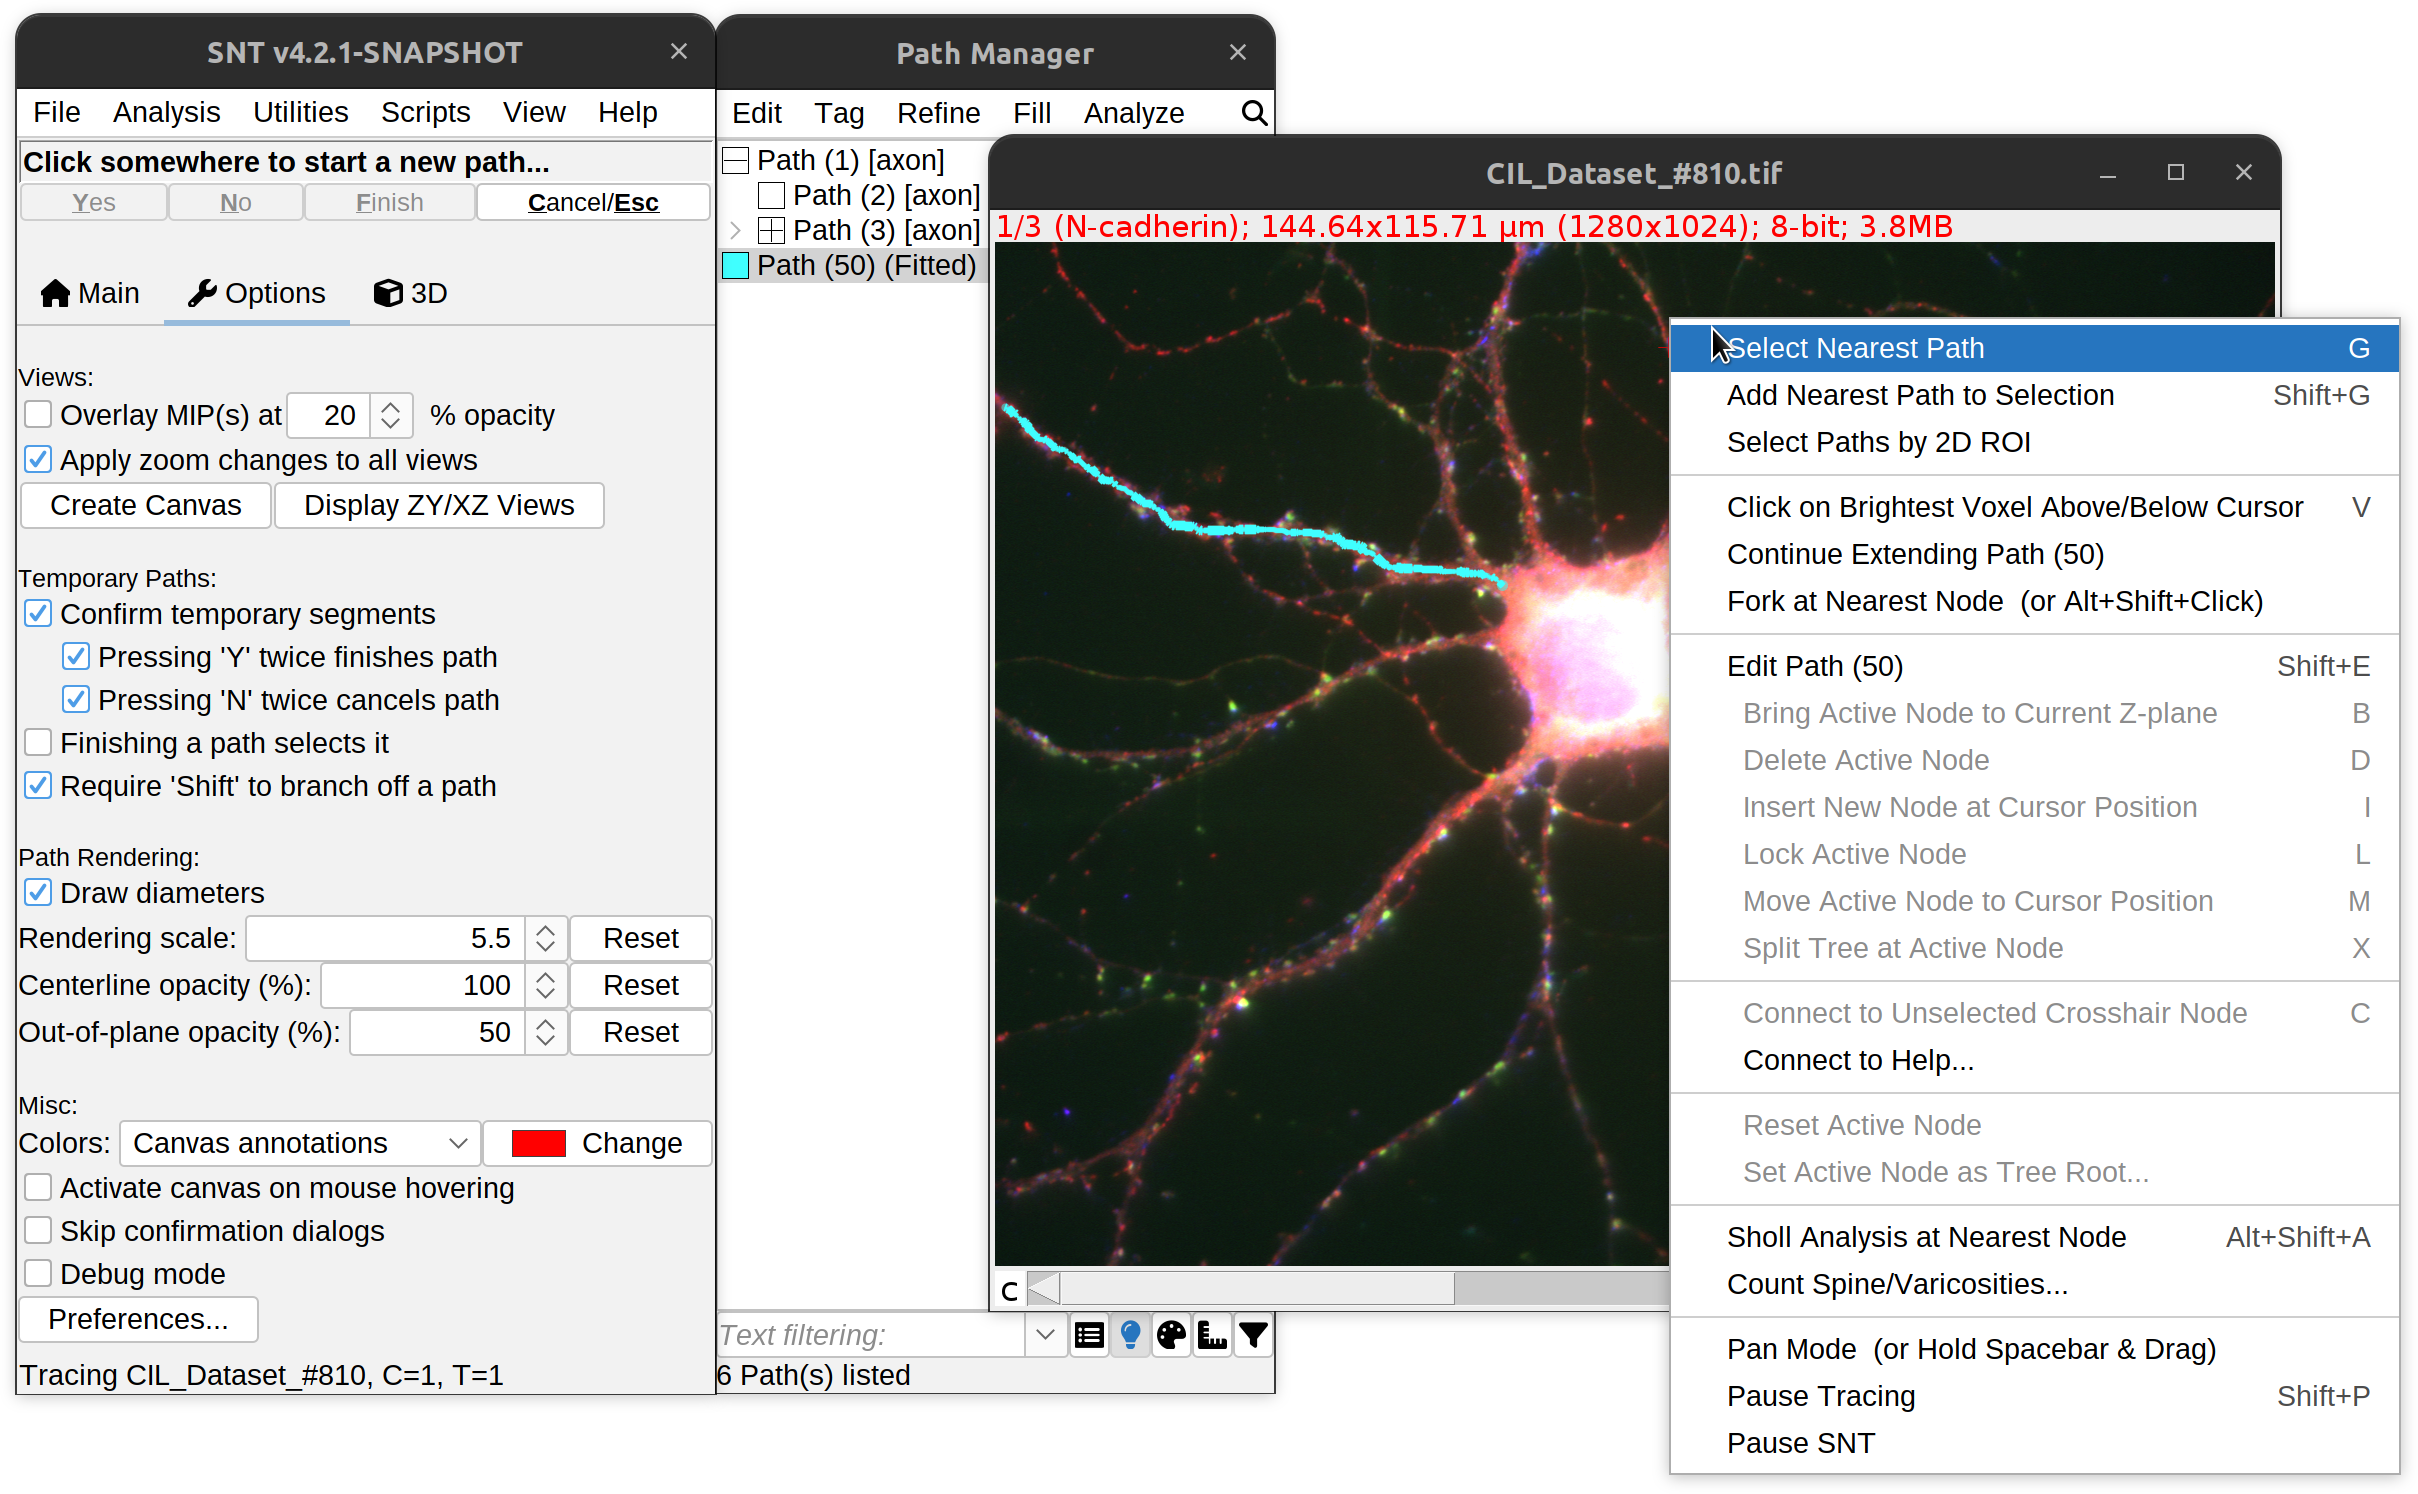 SNT v4.2.1-SNAPSHOT
File Analysis Utilities Scripts View Help
Click somewhere to start a new path...
Yes No Finish Cancel/Esc
Main Options 3D
Views:
Overlay MIP(s) at 20 % opacity
Apply zoom changes to all views
Create Canvas Display ZY/XZ Views
Temporary Paths:
Confirm temporary segments
Pressing 'Y' twice finishes path
Pressing 'N' twice cancels path
Finishing a path selects it
Require 'Shift' to branch off a path
Path Rendering:
Draw diameters
Rendering scale: 5.5 Reset
Centerline opacity (%): 100 Reset
Out-of-plane opacity (%): 50 Reset
Misc:
Colors: Canvas annotations Change
Activate canvas on mouse hovering
Skip confirmation dialogs
Debug mode
Preferences...
Tracing CIL_Dataset_#810, C=1, T=1
Path Manager
Edit Tag Refine Fill Analyze
Path (1) [axon]
Path (2) [axon]
Path (3) [axon]
Path (50) (Fitted)
Text filtering:
6 Path(s) listed
CIL_Dataset_#810.tif
1/3 (N-cadherin); 144.64x115.71 µm (1280x1024); 8-bit; 3.8MB
c
Select Nearest Path G
Add Nearest Path to Selection Shift+G
Select Paths by 2D ROI
Click on Brightest Voxel Above/Below Cursor V
Continue Extending Path (50)
Fork at Nearest Node (or Alt+Shift+Click)
Edit Path (50) Shift+E
Bring Active Node to Current Z-plane B
Delete Active Node D
Insert New Node at Cursor Position I
Lock Active Node L
Move Active Node to Cursor Position M
Split Tree at Active Node X
Connect to Unselected Crosshair Node C
Connect to Help...
Reset Active Node
Set Active Node as Tree Root...
Sholl Analysis at Nearest Node Alt+Shift+A
Count Spine/Varicosities...
Pan Mode (or Hold Spacebar & Drag)
Pause Tracing Shift+P
Pause SNT